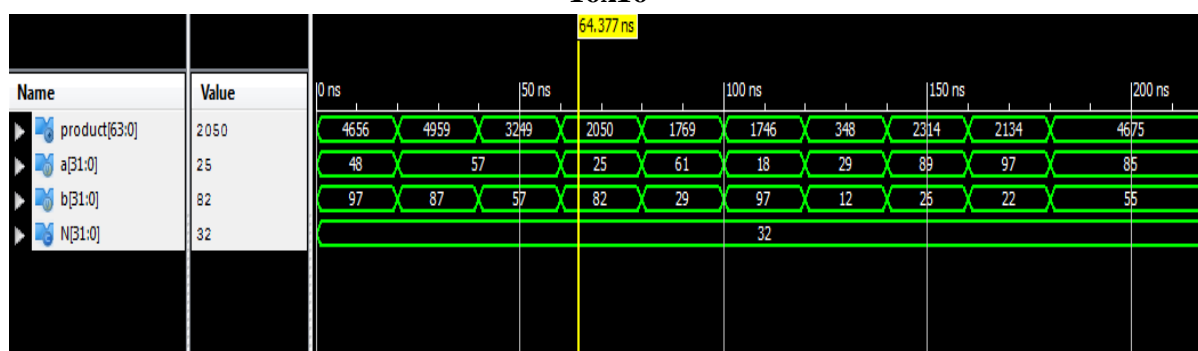 64.377 ns
Name Value 0 ns 50 ns 100 ns 150 ns 200 ns
product[63:0] 2050 4656 4959 3249 2050 1769 1746 348 2314 2134 4675
a[31:0] 25 48 57 25 61 18 29 89 97 85
b[31:0] 82 97 87 57 82 29 97 12 26 22 55
N[31:0] 32 32